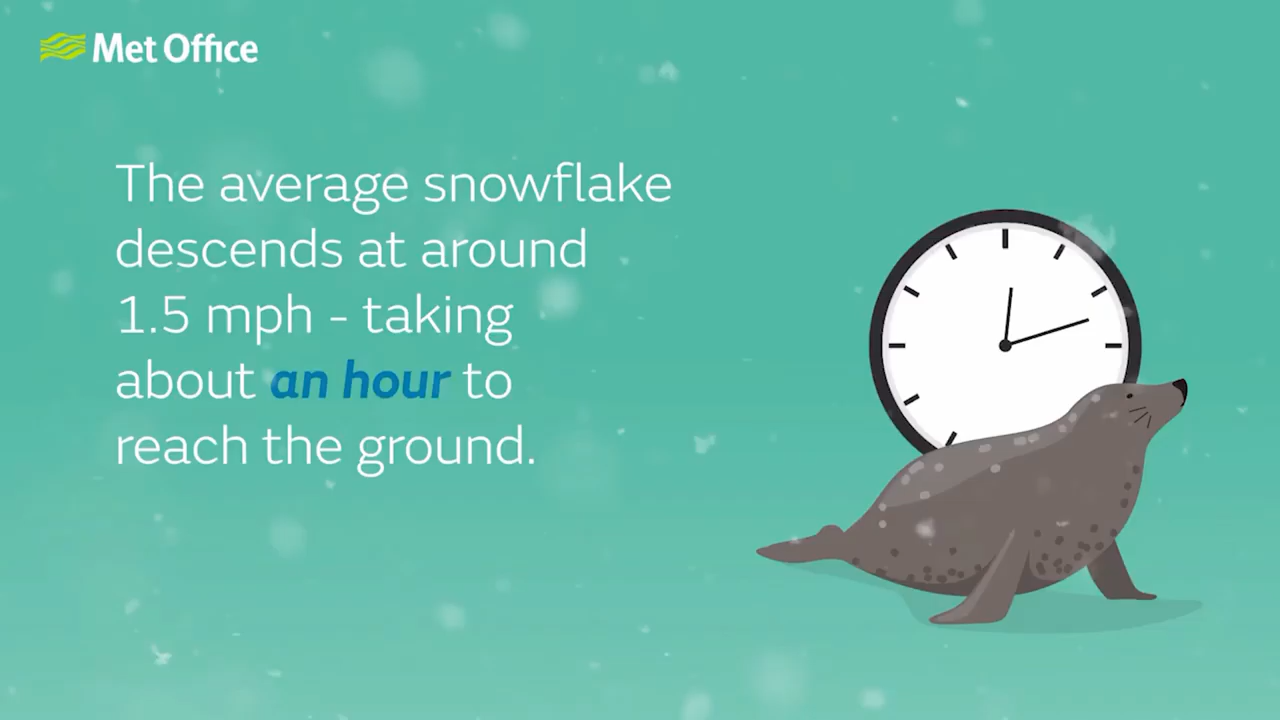 Met Office
The average snowflake
descends at around
1.5 mph - taking
about an hour to
reach the ground.